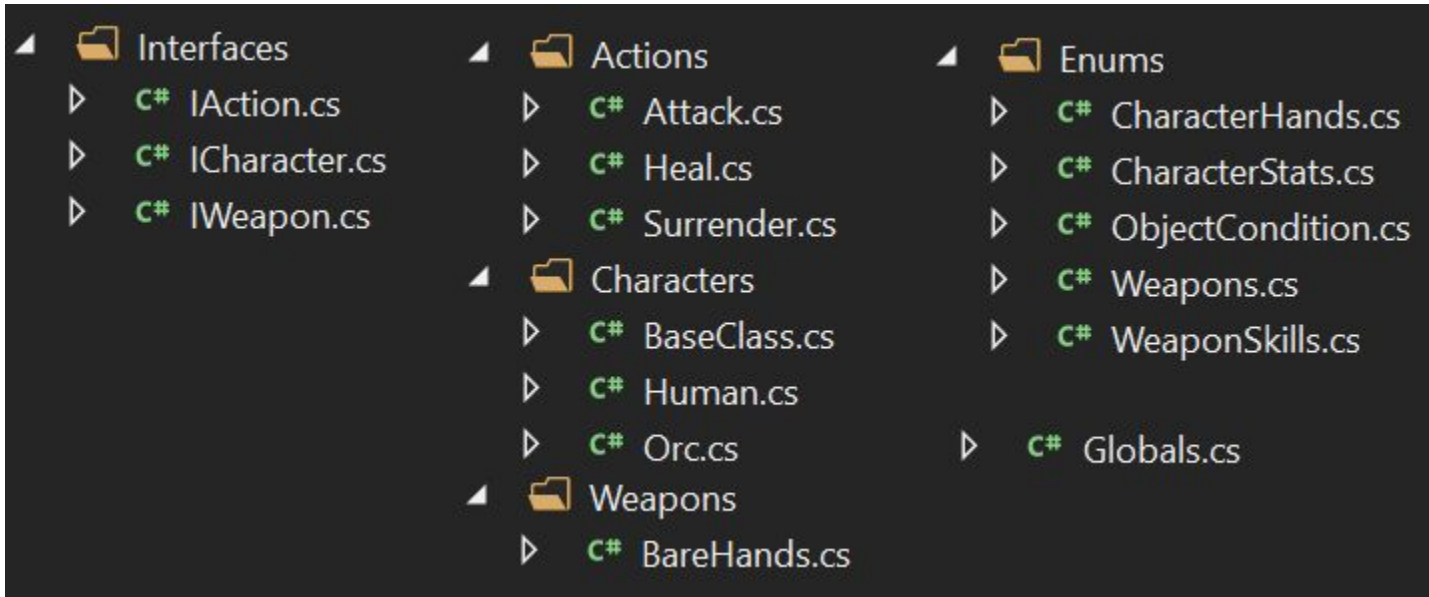 Interfaces
C# IAction.cs
C# ICharacter.cs
C# IWeapon.cs
Actions
C# Attack.cs
C# Heal.cs
C# Surrender.cs
Characters
C# BaseClass.cs
C# Human.cs
C# Orc.cs
Weapons
C# BareHands.cs
Enums
C# CharacterHands.cs
C# CharacterStats.cs
C# ObjectCondition.cs
C# Weapons.cs
C# WeaponSkills.cs
C# Globals.cs